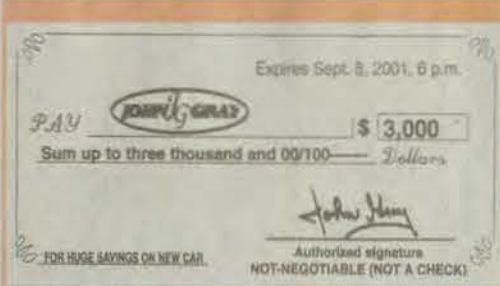 Expires Sept. 8, 2001, 6 p.m.
PAY JOHN GRAY $ 3,000
Sum up to three thousand and 00/100 Dollars
FOR HUGE SAVINGS ON NEW CAR
Authorized signature
NOT-NEGOTIABLE (NOT A CHECK)